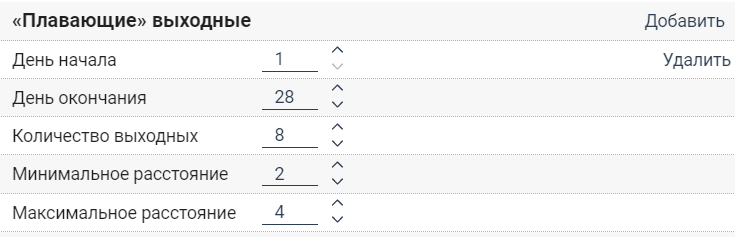 «Плавающие» выходные Добавить
День начала 1 Удалить
День окончания 28
Количество выходных 8
Минимальное расстояние 2
Максимальное расстояние 4